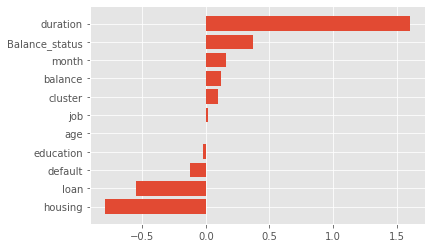 duration
Balance_status
month
balance
cluster
job
age
education
default
loan
housing
−0.5 0.0 0.5 1.0 1.5